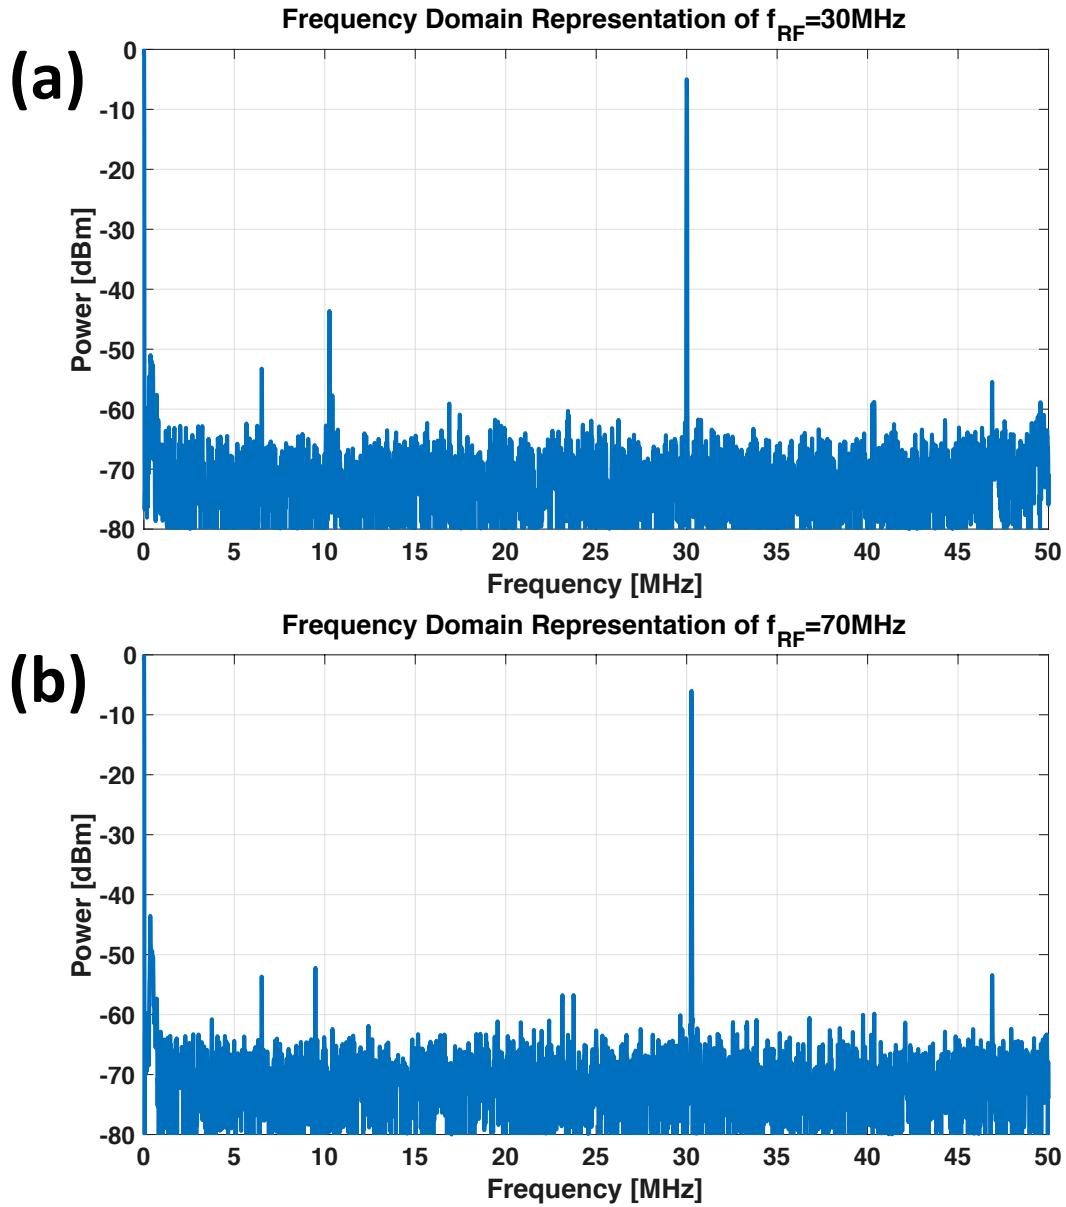 Frequency Domain Representation of f_RF=30MHz
(a)
0
-10
-20
-30
-40
-50
-60
-70
-80
Power [dBm]
0 5 10 15 20 25 30 35 40 45 50
Frequency [MHz]
Frequency Domain Representation of f_RF=70MHz
(b)
0
-10
-20
-30
-40
-50
-60
-70
-80
Power [dBm]
0 5 10 15 20 25 30 35 40 45 50
Frequency [MHz]